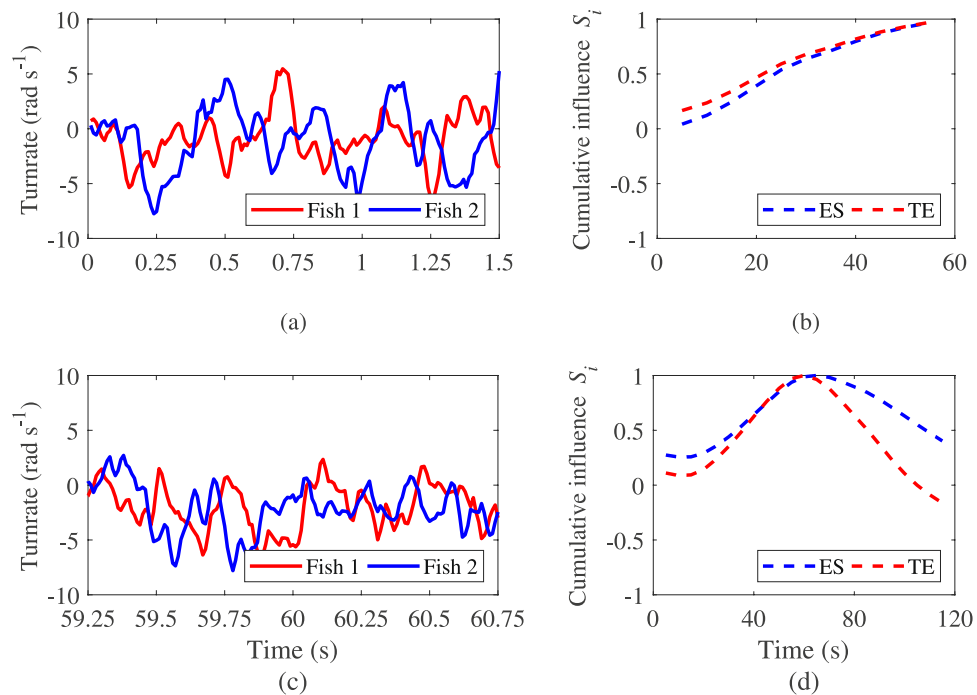 Turnrate (rad s⁻¹)
10
5
0
-5
-10
0 0.25 0.5 0.75 1 1.25 1.5
Fish 1 Fish 2
(a)
Cumulative influence Sᵢ
1
0.5
0
-0.5
-1
0 20 40 60
ES TE
(b)
Turnrate (rad s⁻¹)
10
5
0
-5
-10
59.25 59.5 59.75 60 60.25 60.5 60.75
Fish 1 Fish 2
Time (s)
(c)
Cumulative influence Sᵢ
1
0.5
0
-0.5
-1
0 40 80 120
ES TE
Time (s)
(d)